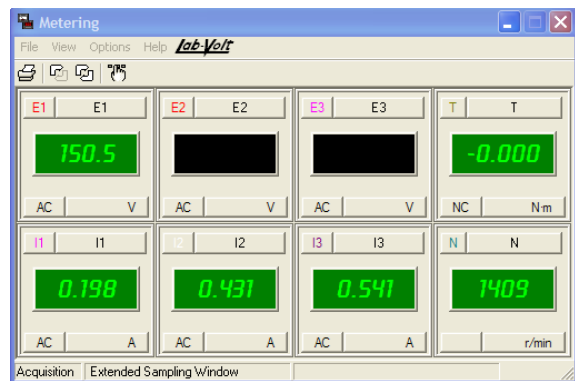 Metering
File View Options Help Lab-Volt
E1 E1 E2 E2 E3 E3 T T
150.5 -0.000
AC V AC V AC V NC N·m
I1 I1 I2 I2 I3 I3 N N
0.198 0.431 0.541 1409
AC A AC A AC A r/min
Acquisition Extended Sampling Window